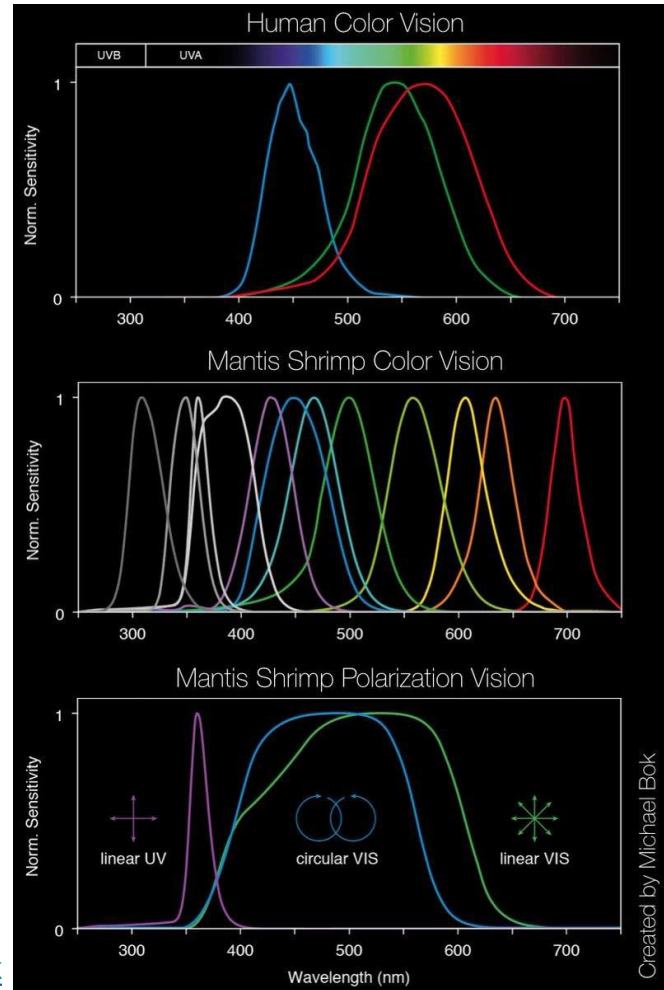 Human Color Vision
UVB UVA
Norm. Sensitivity
1
0
300 400 500 600 700
Mantis Shrimp Color Vision
Norm. Sensitivity
1
0
300 400 500 600 700
Mantis Shrimp Polarization Vision
Norm. Sensitivity
1
linear UV circular VIS linear VIS
0
300 400 500 600 700
Wavelength (nm)
Created by Michael Bok